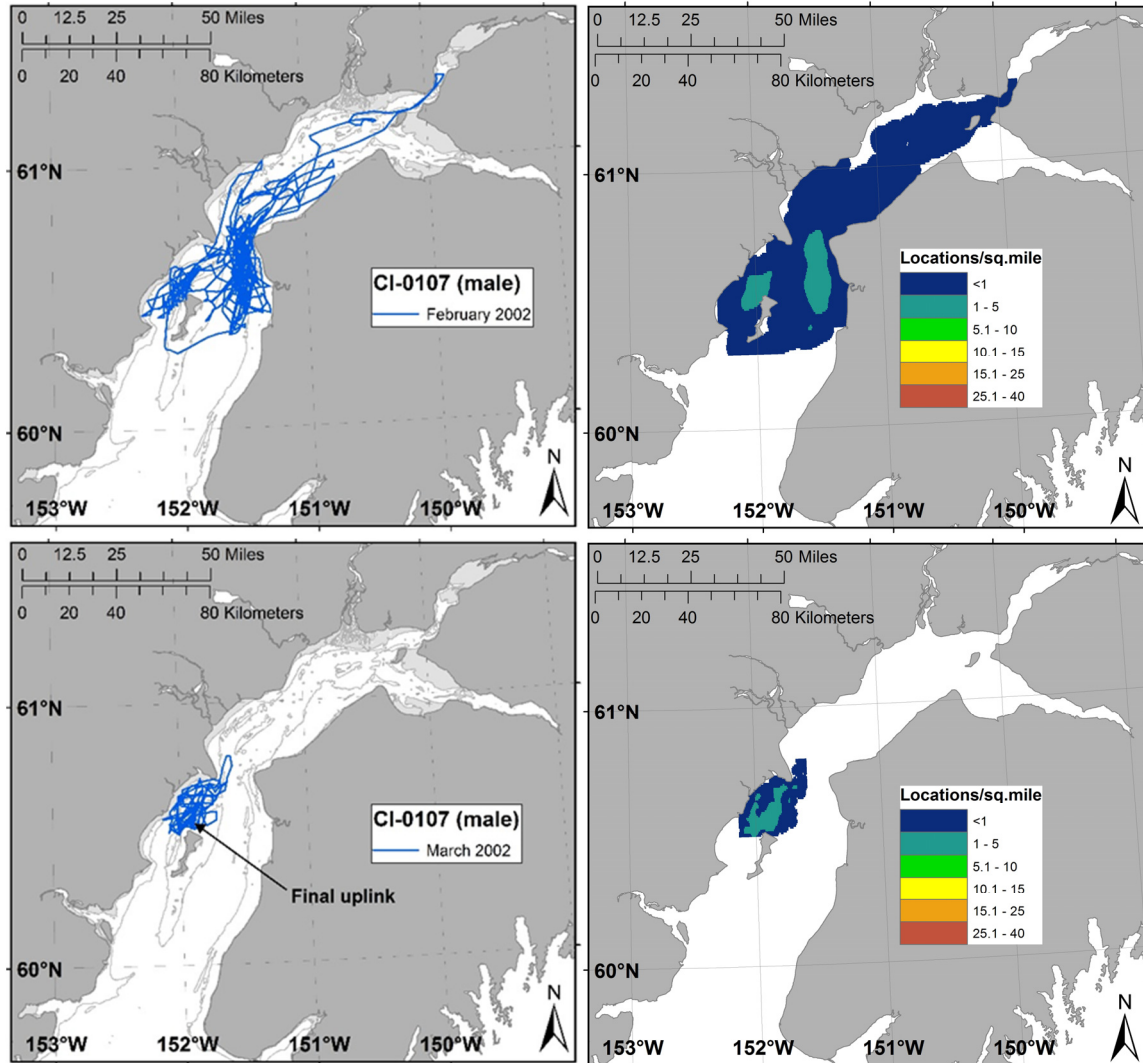 0 12.5 25 50 Miles
0 20 40 80 Kilometers
61°N
CI-0107 (male)
February 2002
60°N
N
153°W 152°W 151°W 150°W
0 12.5 25 50 Miles
0 20 40 80 Kilometers
61°N
Locations/sq.mile
<1
1 - 5
5.1 - 10
10.1 - 15
15.1 - 25
25.1 - 40
60°N
N
153°W 152°W 151°W 150°W
0 12.5 25 50 Miles
0 20 40 80 Kilometers
61°N
CI-0107 (male)
March 2002
Final uplink
60°N
N
153°W 152°W 151°W 150°W
0 12.5 25 50 Miles
0 20 40 80 Kilometers
61°N
Locations/sq.mile
<1
1 - 5
5.1 - 10
10.1 - 15
15.1 - 25
25.1 - 40
60°N
N
153°W 152°W 151°W 150°W